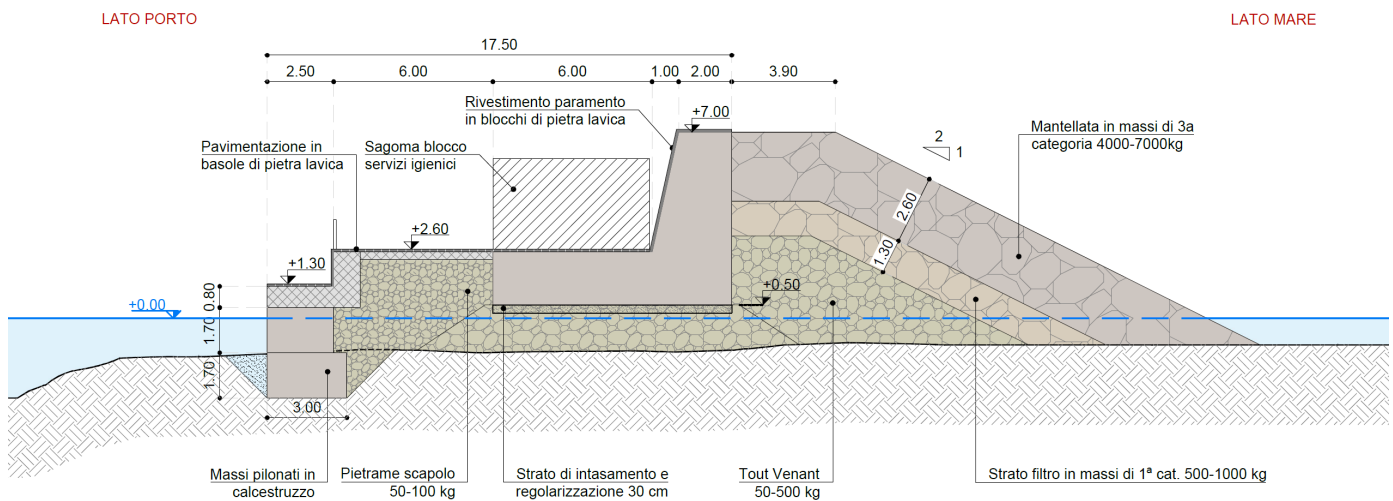 LATO PORTO
LATO MARE
17.50
2.50
6.00
6.00
1.00
2.00
3.90
Rivestimento paramento
in blocchi di pietra lavica
+7.00
Mantellata in massi di 3a
categoria 4000-7000kg
2
1
Pavimentazione in
basole di pietra lavica
Sagoma blocco
servizi igienici
2.60
1.30
+2.60
+1.30
+0.50
+0.00
0.80
1.70
1.70
3.00
Massi pilonati in
calcestruzzo
Pietrame scapolo
50-100 kg
Strato di intasamento e
regolarizzazione 30 cm
Tout Venant
50-500 kg
Strato filtro in massi di 1ª cat. 500-1000 kg